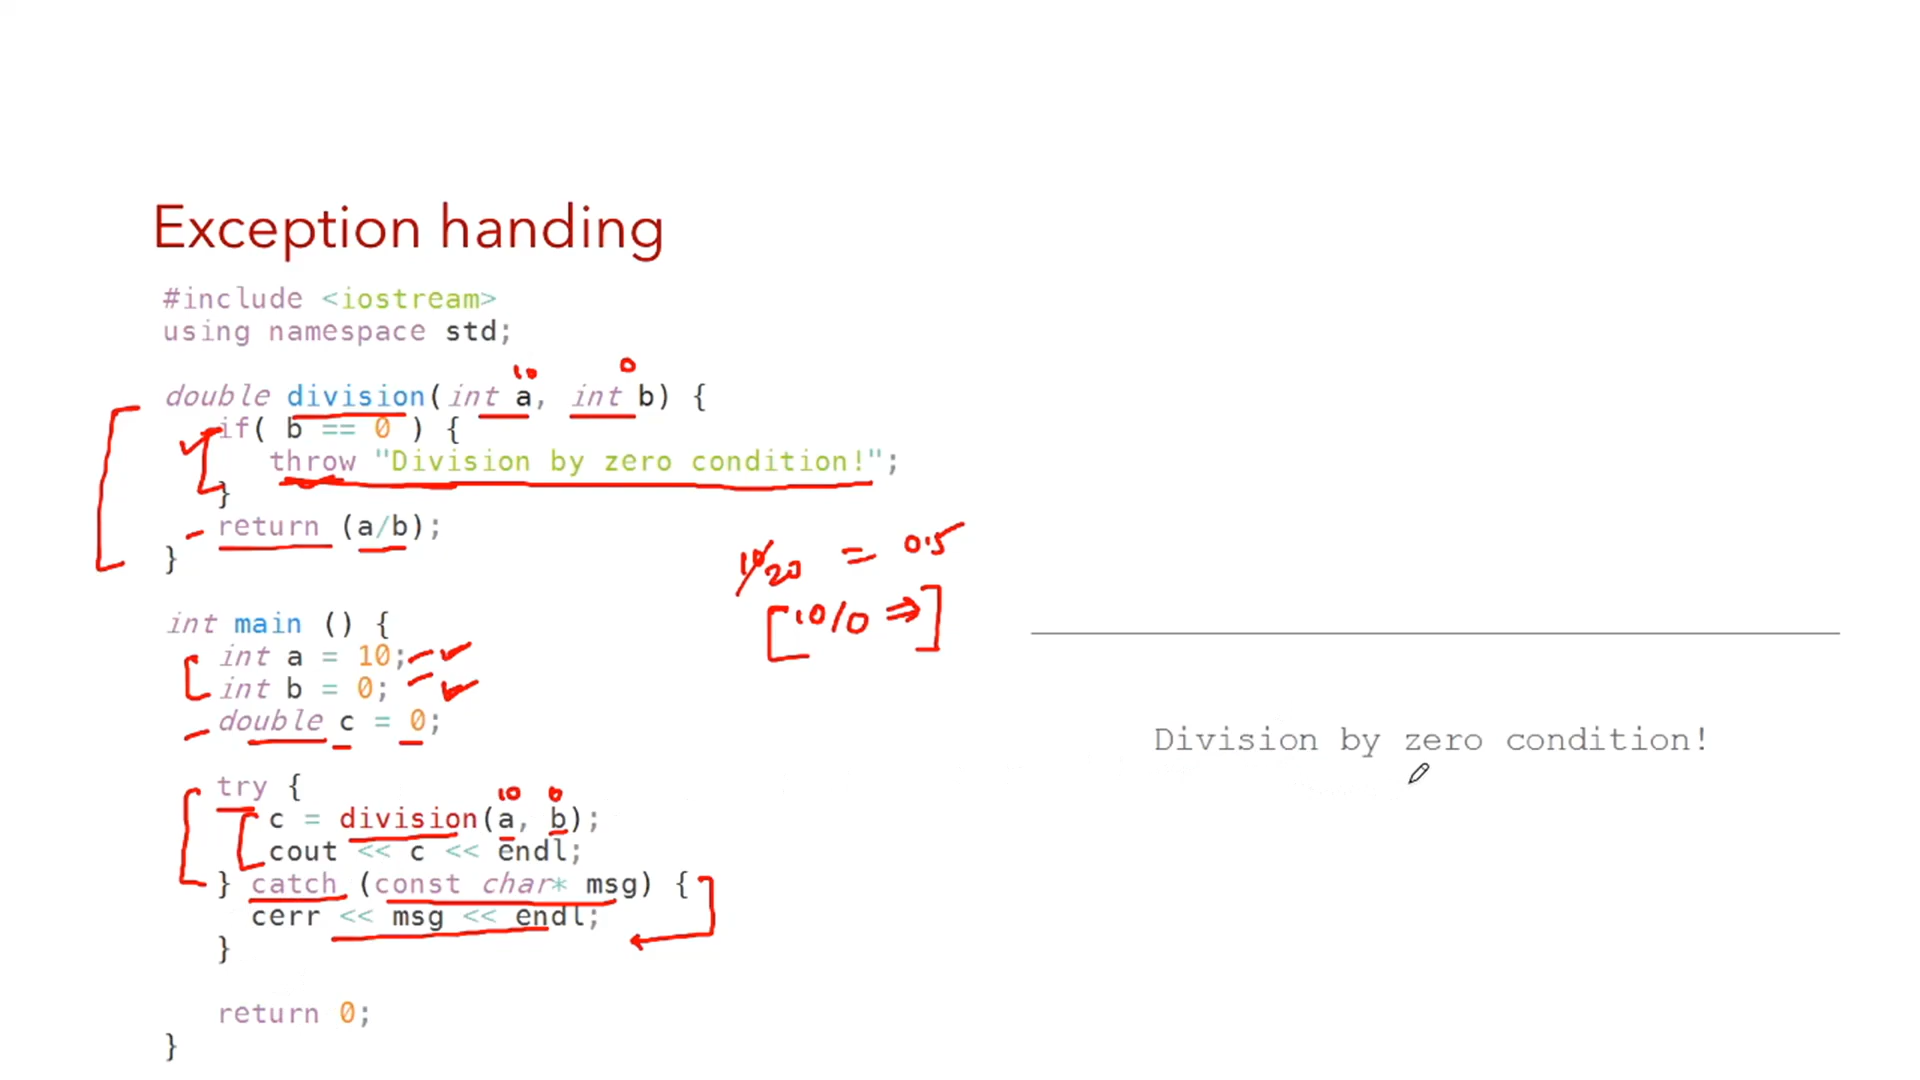 Exception handing
#include <iostream>
using namespace std;
10 0
double division(int a, int b) {
if( b == 0 ) {
throw "Division by zero condition!";
}
return (a/b);
}
10/20 = 0.5
[10/0 ⇒]
int main () {
int a = 10;
int b = 0;
double c = 0;
try {
10 0
c = division(a, b);
cout << c << endl;
} catch (const char* msg) {
cerr << msg << endl;
}
return 0;
}
Division by zero condition!